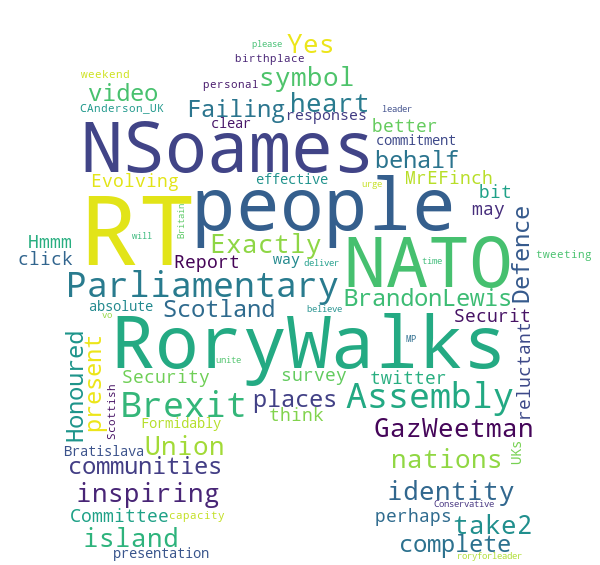 please
Yes
birthplace
weekend
symbol
personal
video
heart
CAnderson_UK
Failing
leader
responses
clear
better
commitment
NSoames
behalf
Evolving
effective
MrEFinch
urge
people
bit
RT
may
Britain
will
Hmmm
Exactly
NATO
Defence
tweeting
click
Report
way
deliver
time
Parliamentary
BrandonLewis
absolute
Scotland
believe
Securit
RoryWalks
MP
reluctant
Honoured
present
unite
Security
survey
twitter
Scottish
Brexit
places
Assembly
think
Formidably
GazWeetman
Bratislava
Union
UKs
communities
nations
inspiring
identity
Conservative
Committee
capacity
perhaps
take2
island
complete
presentation
roryforleader
vo